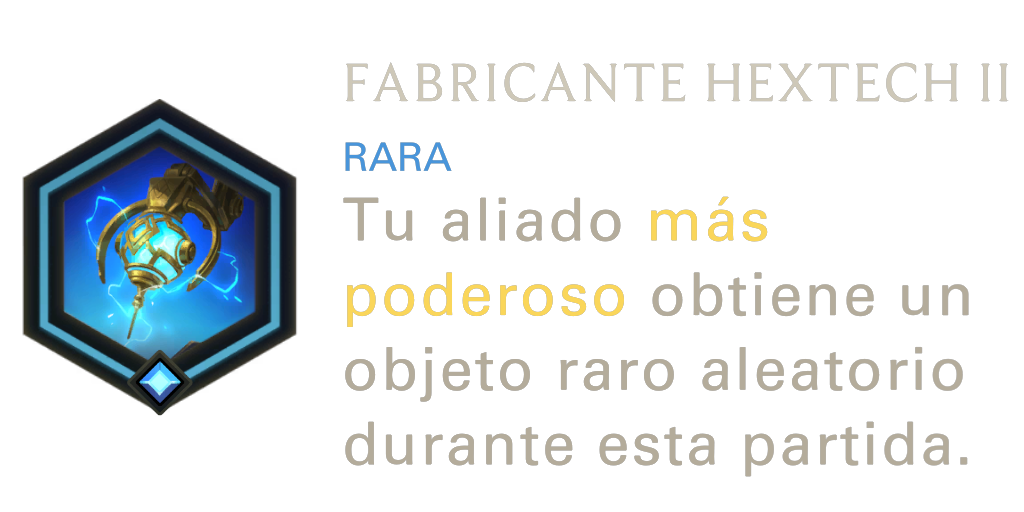 FABRICANTE HEXTECH II
RARA
Tu aliado más
poderoso obtiene un
objeto raro aleatorio
durante esta partida.